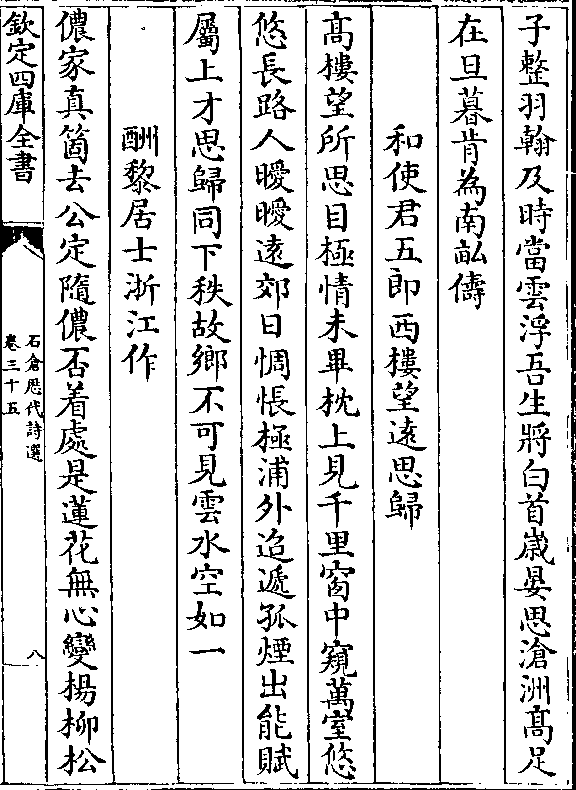 子整羽翰及時當雲浮吾生將白首歲晏思滄洲髙足
在旦暮肯為南畝儔
和使君五郎西樓望逺思歸
髙樓望所思目極情未畢枕上見千里窗中窺萬室悠
悠長路人曖曖逺郊日惆悵極浦外迢遞孤煙出能賦
屬上才思歸同下秩故鄉不可見雲水空如一
酬黎居士淅江作
儂家真箇去公定隨儂否着處是蓮花無心變楊柳松
欽定四庫全書
石倉歴代詩選
卷三十五
八